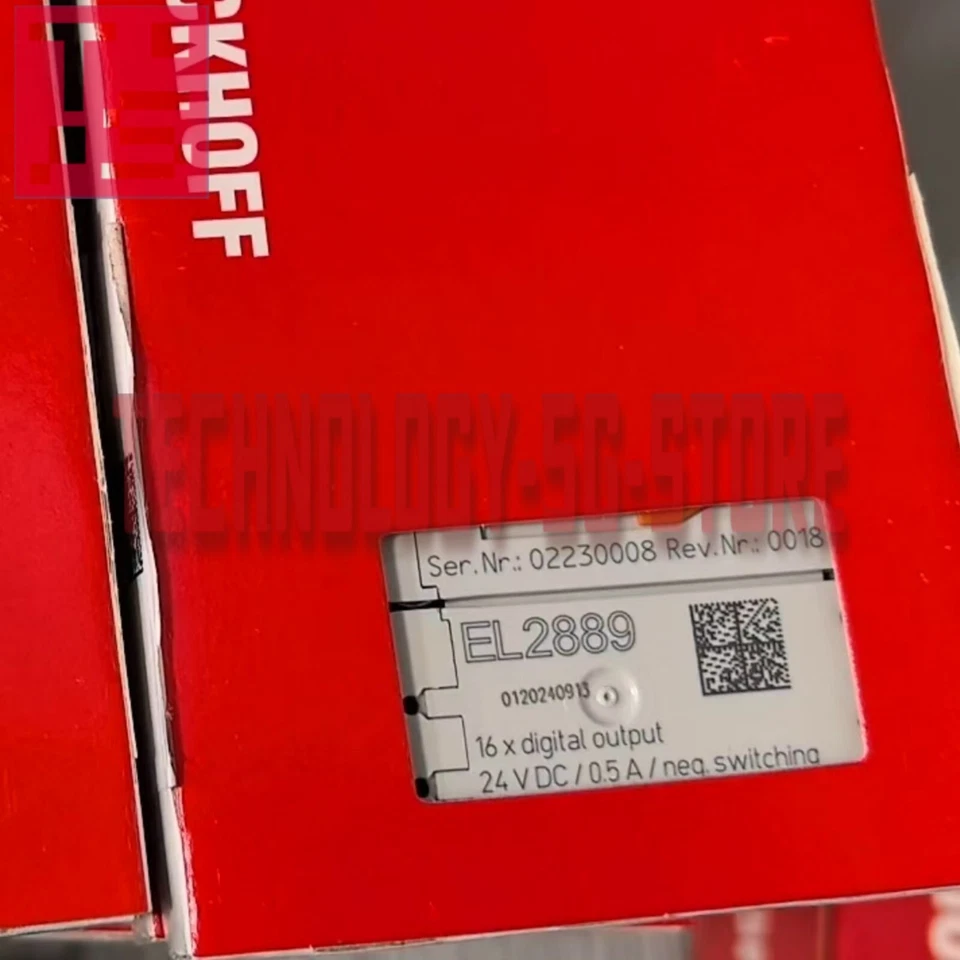 CKHOFF
TECHNOLOGY-5G-STORE
Ser.Nr.: 02230008 Rev.Nr.: 0018
EL2889
0120240913
16 x digital output
24 V DC / 0.5 A / neg. switching